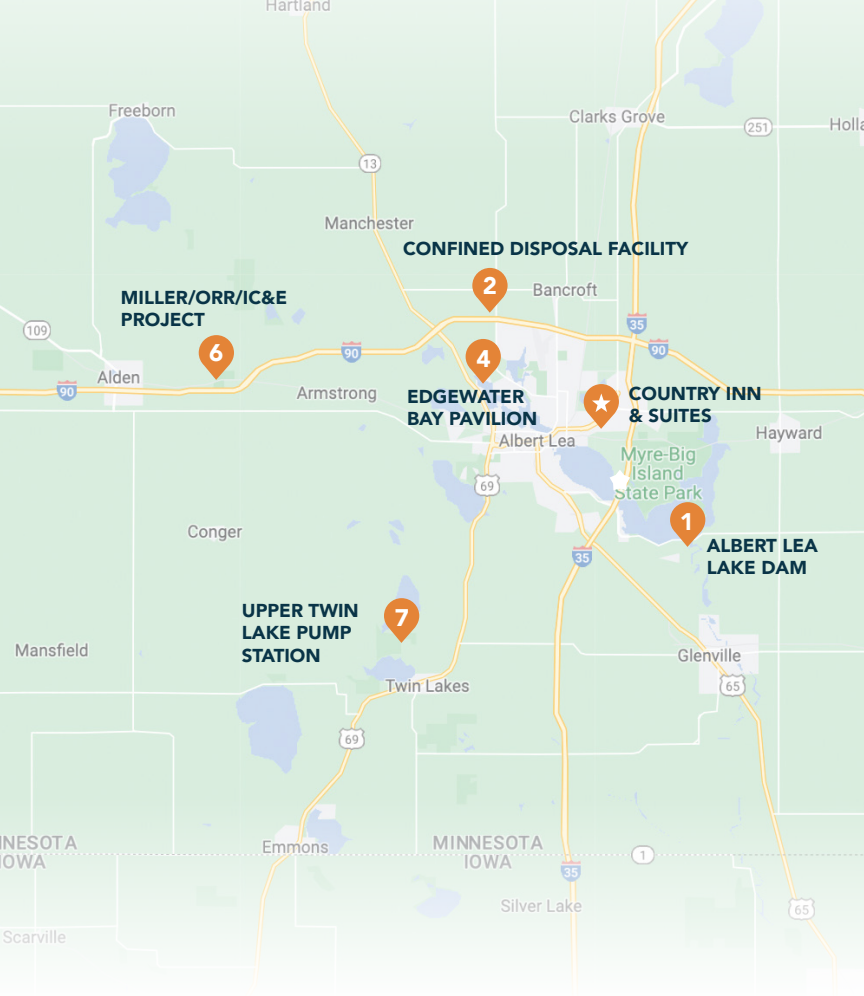 Hartland
Freeborn
Clarks Grove
251
Holla
13
Manchester
CONFINED DISPOSAL FACILITY
2
Bancroft
MILLER/ORR/IC&E
PROJECT
109
6
35
90
90
4
Alden
90
Armstrong
EDGEWATER
BAY PAVILION
COUNTRY INN
& SUITES
Albert Lea
Hayward
Myre-Big
Island
State Park
69
1
Conger
ALBERT LEA
LAKE DAM
35
UPPER TWIN
LAKE PUMP
STATION
7
Mansfield
Glenville
Twin Lakes
65
69
Emmons
NNESOTA
IOWA
MINNESOTA
IOWA
1
35
Silver Lake
65
Scarville